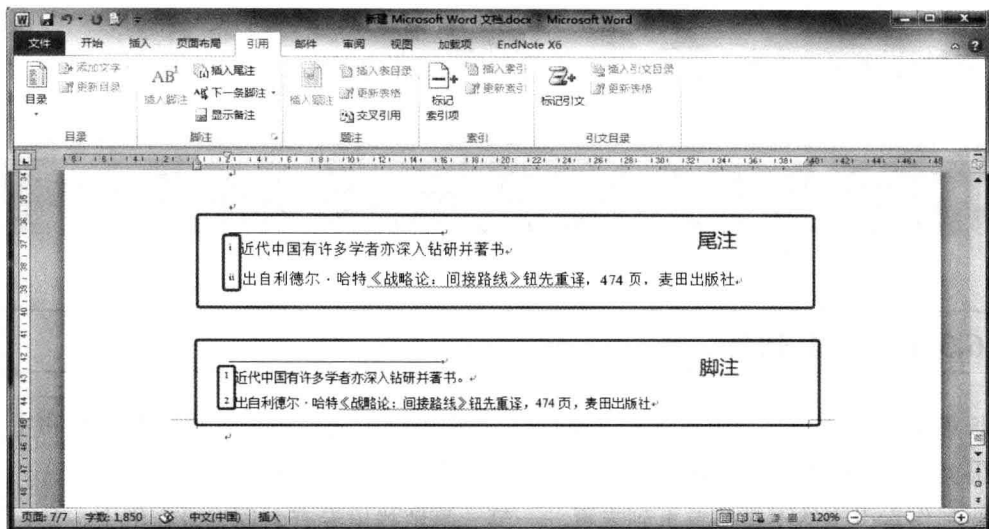 新建 Microsoft Word 文档.docx - Microsoft Word
文件 开始 插入 页面布局 引用 邮件 审阅 视图 加载项 EndNote X6
目录 添加文字 更新目录 目录
AB¹ 插入脚注 插入尾注 下一条脚注 显示备注 脚注
插入题注 插入表目录 更新表格 交叉引用 题注
标记索引项 插入索引 更新索引 索引
标记引文 插入引文目录 更新表格 引文目录
i 近代中国有许多学者亦深入钻研并著书。
尾注
ii 出自利德尔·哈特《战略论：间接路线》钮先重译，474 页，麦田出版社
1 近代中国有许多学者亦深入钻研并著书。
脚注
2 出自利德尔·哈特《战略论：间接路线》钮先重译，474 页，麦田出版社
页面: 7/7 字数: 1,850 中文(中国) 插入 120%